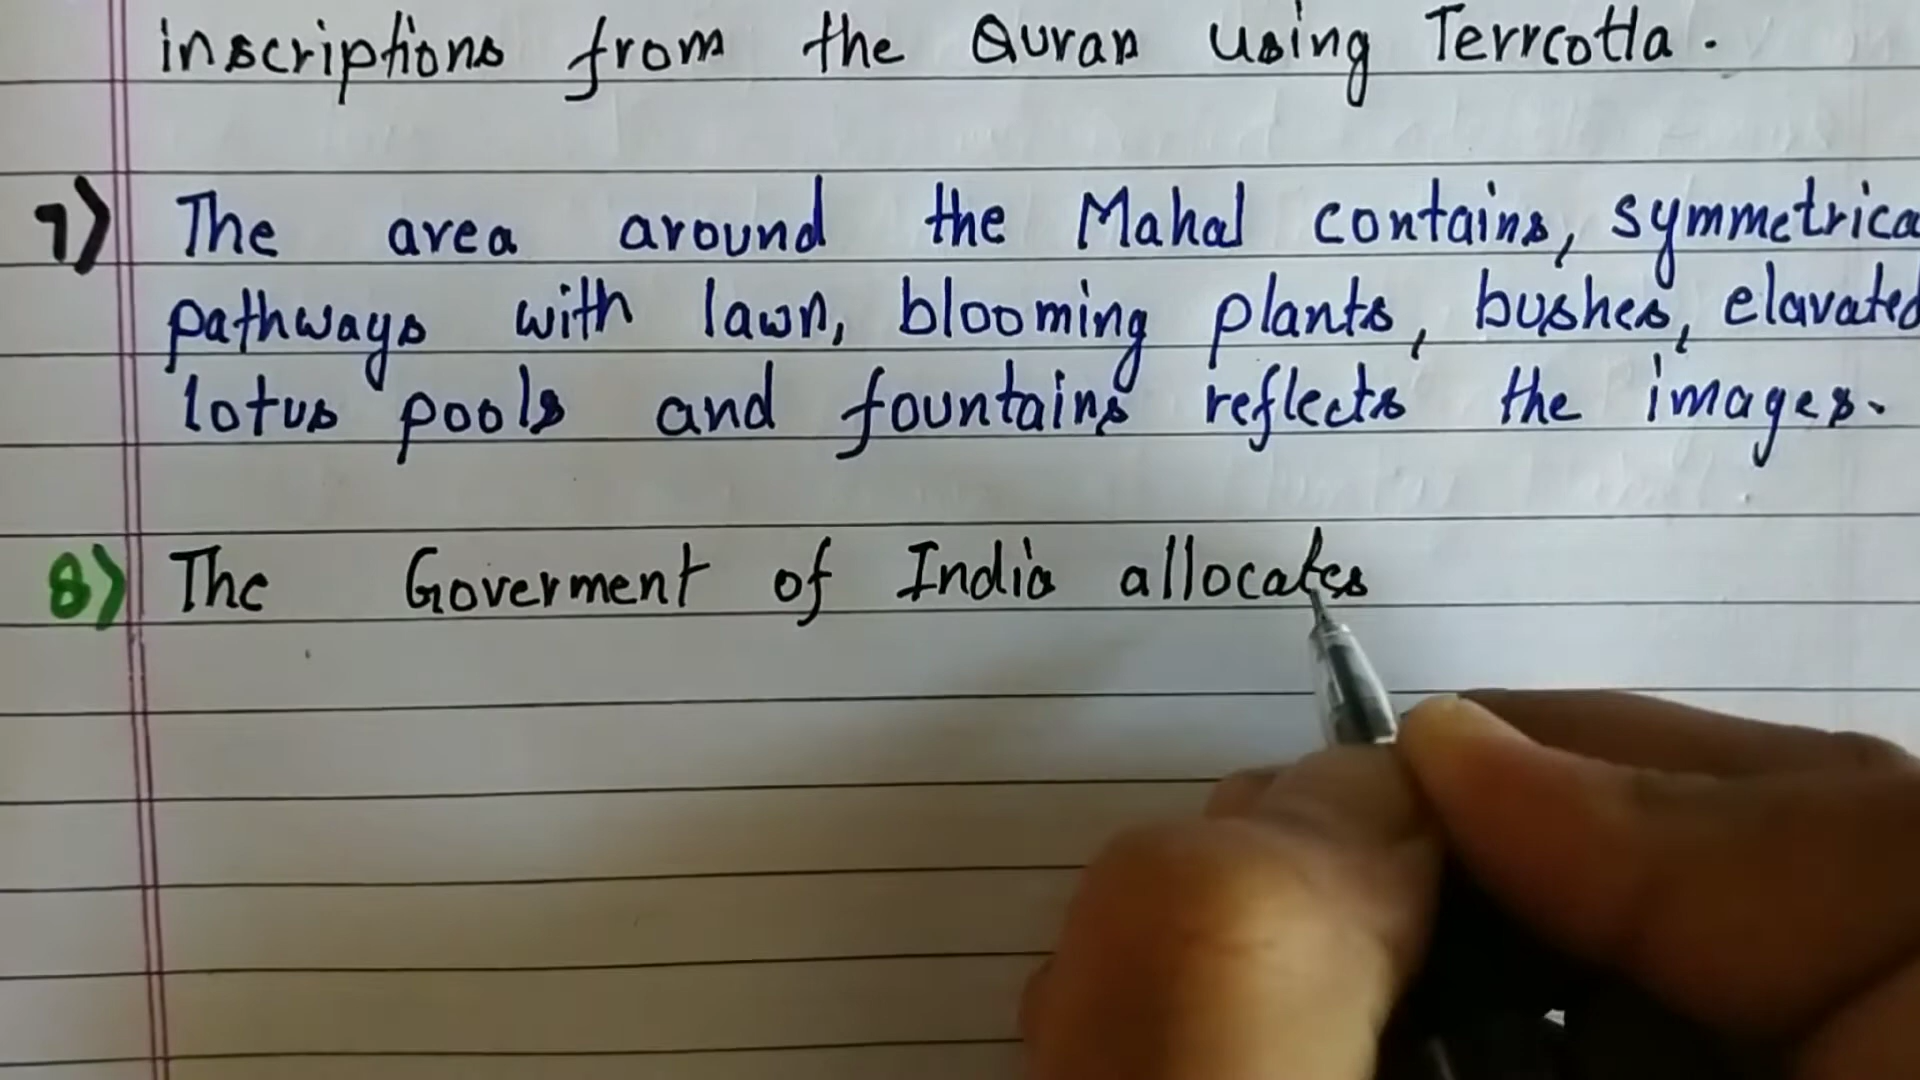 inscriptions from the Quran using Terrcotta.
7) The area around the Mahal contains, symmetrica
pathways with lawn, blooming plants, bushes, elavated
lotus pools and fountains reflects the images.
8) The Goverment of India allocates